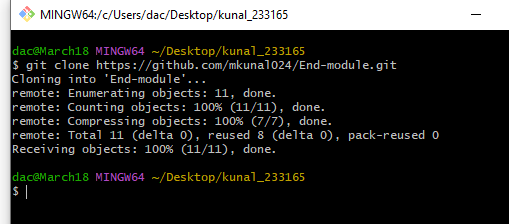 MINGW64:/c/Users/dac/Desktop/kunal_233165
dac@March18 MINGW64 ~/Desktop/kunal_233165
$ git clone https://github.com/mkunal024/End-module.git
Cloning into 'End-module'...
remote: Enumerating objects: 11, done.
remote: Counting objects: 100% (11/11), done.
remote: Compressing objects: 100% (7/7), done.
remote: Total 11 (delta 0), reused 8 (delta 0), pack-reused 0
Receiving objects: 100% (11/11), done.
dac@March18 MINGW64 ~/Desktop/kunal_233165
$